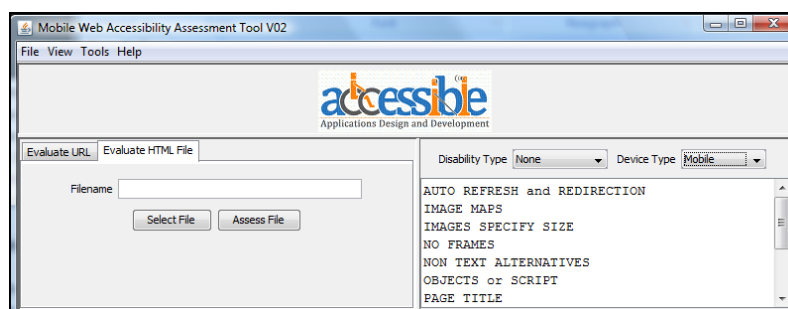 Mobile Web Accessibility Assessment Tool V02
File View Tools Help
accessible
Applications Design and Development
Evaluate URL Evaluate HTML File
Filename
Select File Assess File
Disability Type None Device Type Mobile
AUTO REFRESH and REDIRECTION
IMAGE MAPS
IMAGES SPECIFY SIZE
NO FRAMES
NON TEXT ALTERNATIVES
OBJECTS or SCRIPT
PAGE TITLE